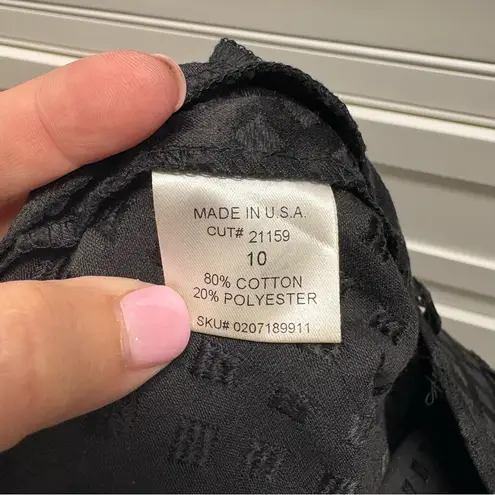 MADE IN U.S.A.
CUT# 21159
10
80% COTTON
20% POLYESTER
SKU# 0207189911